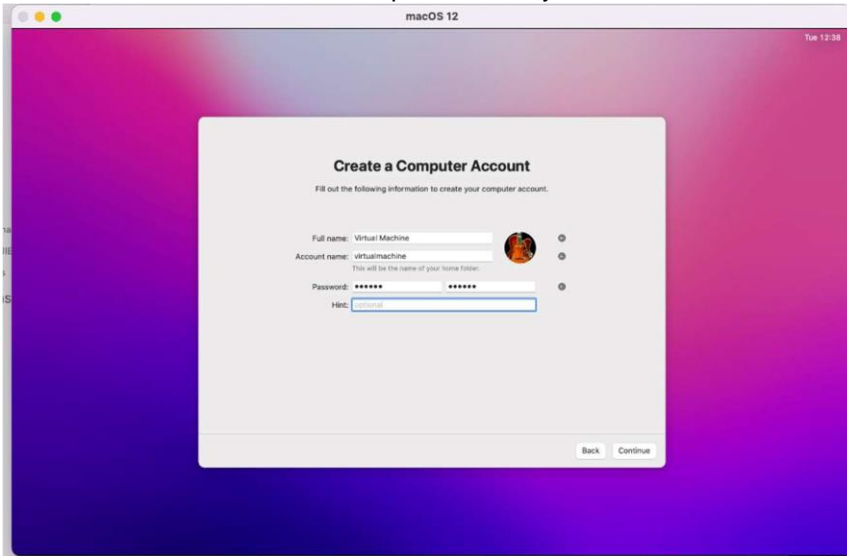 macOS 12
Tue 12:38
Create a Computer Account
Fill out the following information to create your computer account.
Full name: Virtual Machine
Account name: virtualmachine
This will be the name of your home folder.
Password: •••••• ••••••
Hint: optional
Back Continue